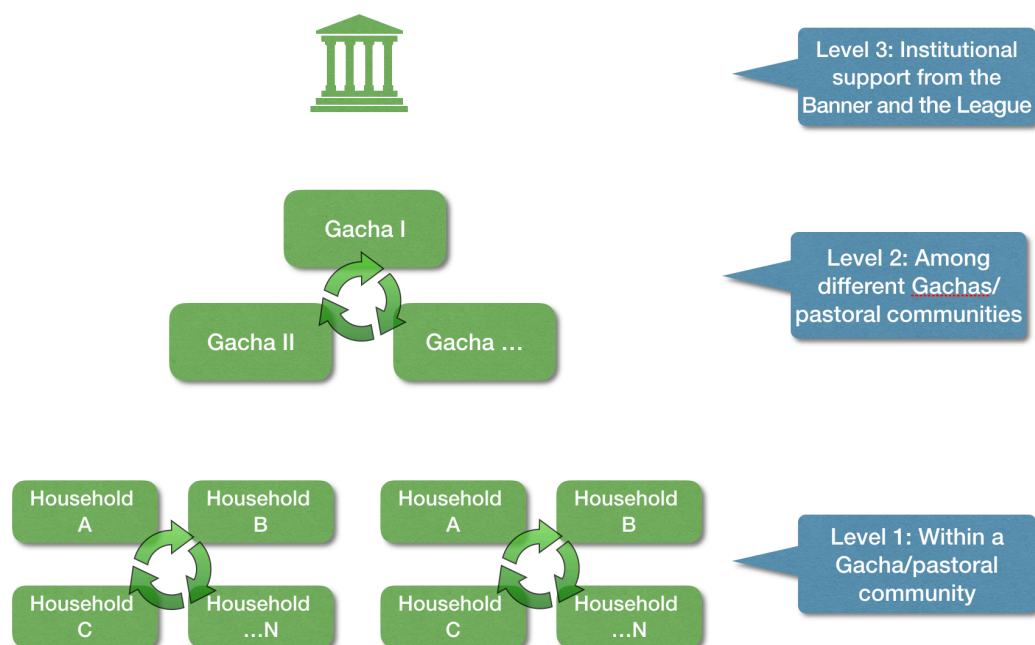 Level 3: Institutional
support from the
Banner and the League
Gacha I
Gacha II
Gacha ...
Level 2: Among
different Gachas/
pastoral communities
Household
A
Household
B
Household
C
Household
...N
Household
A
Household
B
Household
C
Household
...N
Level 1: Within a
Gacha/pastoral
community